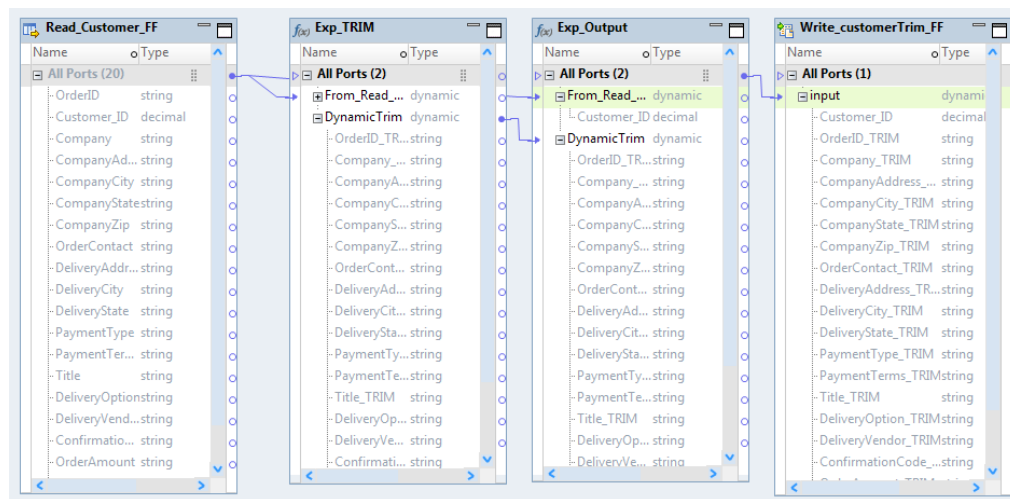 Read_Customer_FF
Name Type
All Ports (20)
OrderID string
Customer_ID decimal
Company string
CompanyAd... string
CompanyCity string
CompanyState string
CompanyZip string
OrderContact string
DeliveryAddr... string
DeliveryCity string
DeliveryState string
PaymentType string
PaymentTer... string
Title string
DeliveryOption string
DeliveryVend... string
Confirmatio... string
OrderAmount string
f(x) Exp_TRIM
Name Type
All Ports (2)
From_Read_... dynamic
DynamicTrim dynamic
OrderID_TR... string
Company_... string
CompanyA... string
CompanyC... string
CompanyS... string
CompanyZ... string
OrderCont... string
DeliveryAd... string
DeliveryCit... string
DeliverySta... string
PaymentTy... string
PaymentTe... string
Title_TRIM string
DeliveryOp... string
DeliveryVe... string
Confirmati... string
f(x) Exp_Output
Name Type
All Ports (2)
From_Read_... dynamic
Customer_ID decimal
DynamicTrim dynamic
OrderID_TR... string
Company_... string
CompanyA... string
CompanyC... string
CompanyS... string
CompanyZ... string
OrderCont... string
DeliveryAd... string
DeliveryCit... string
DeliverySta... string
PaymentTy... string
PaymentTe... string
Title_TRIM string
DeliveryOp... string
DeliveryVe... string
Write_customerTrim_FF
Name Type
All Ports (1)
input dynami
Customer_ID decimal
OrderID_TRIM string
Company_TRIM string
CompanyAddress_... string
CompanyCity_TRIM string
CompanyState_TRIM string
CompanyZip_TRIM string
OrderContact_TRIM string
DeliveryAddress_TR... string
DeliveryCity_TRIM string
DeliveryState_TRIM string
PaymentType_TRIM string
PaymentTerms_TRIM string
Title_TRIM string
DeliveryOption_TRIM string
DeliveryVendor_TRIM string
ConfirmationCode_... string